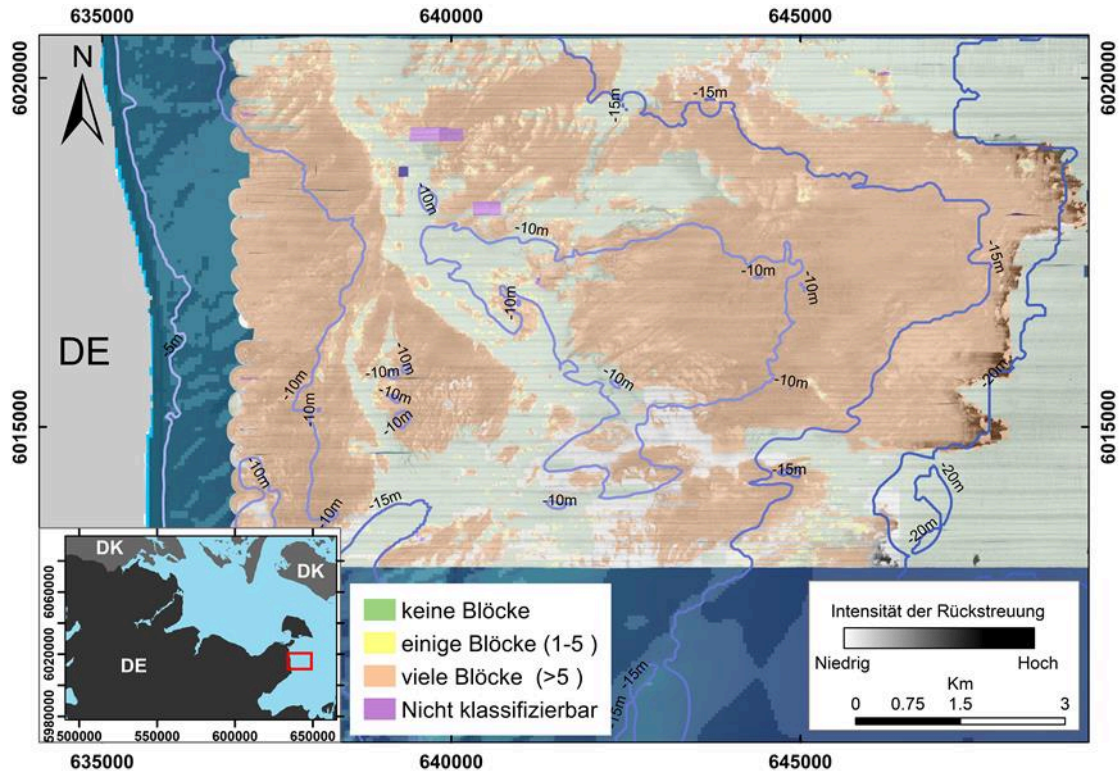 635000 640000 645000
N
6020000 6020000
-15m
-15m
-10m
-10m
-10m
-10m
-15m
-10m
DE
-5m
-10m
-10m
-10m
-10m
-10m
-10m
-10m
-10m
-20m
6015000 6015000
-10m
-15m
-20m
-15m
-10m
-10m
-20m
DK
DK
DE
6060000
6040000
6020000
6000000
5980000
500000 550000 600000 650000
keine Blöcke
einige Blöcke (1-5 )
viele Blöcke (>5)
Nicht klassifizierbar
-15m
-15m
Intensität der Rückstreuung
Niedrig Hoch
Km
0 0.75 1.5 3
635000 640000 645000